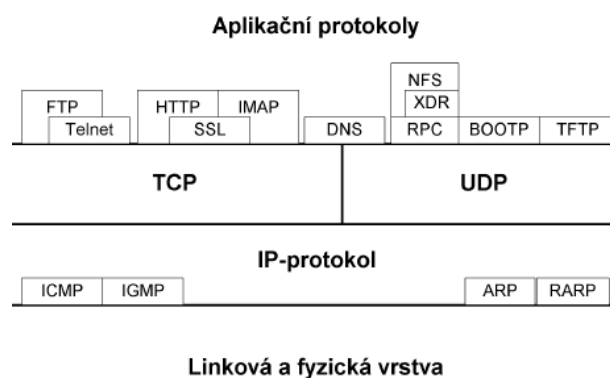 Aplikační protokoly
NFS
FTP HTTP IMAP XDR
Telnet SSL DNS RPC BOOTP TFTP
TCP UDP
IP-protokol
ICMP IGMP ARP RARP
Linková a fyzická vrstva